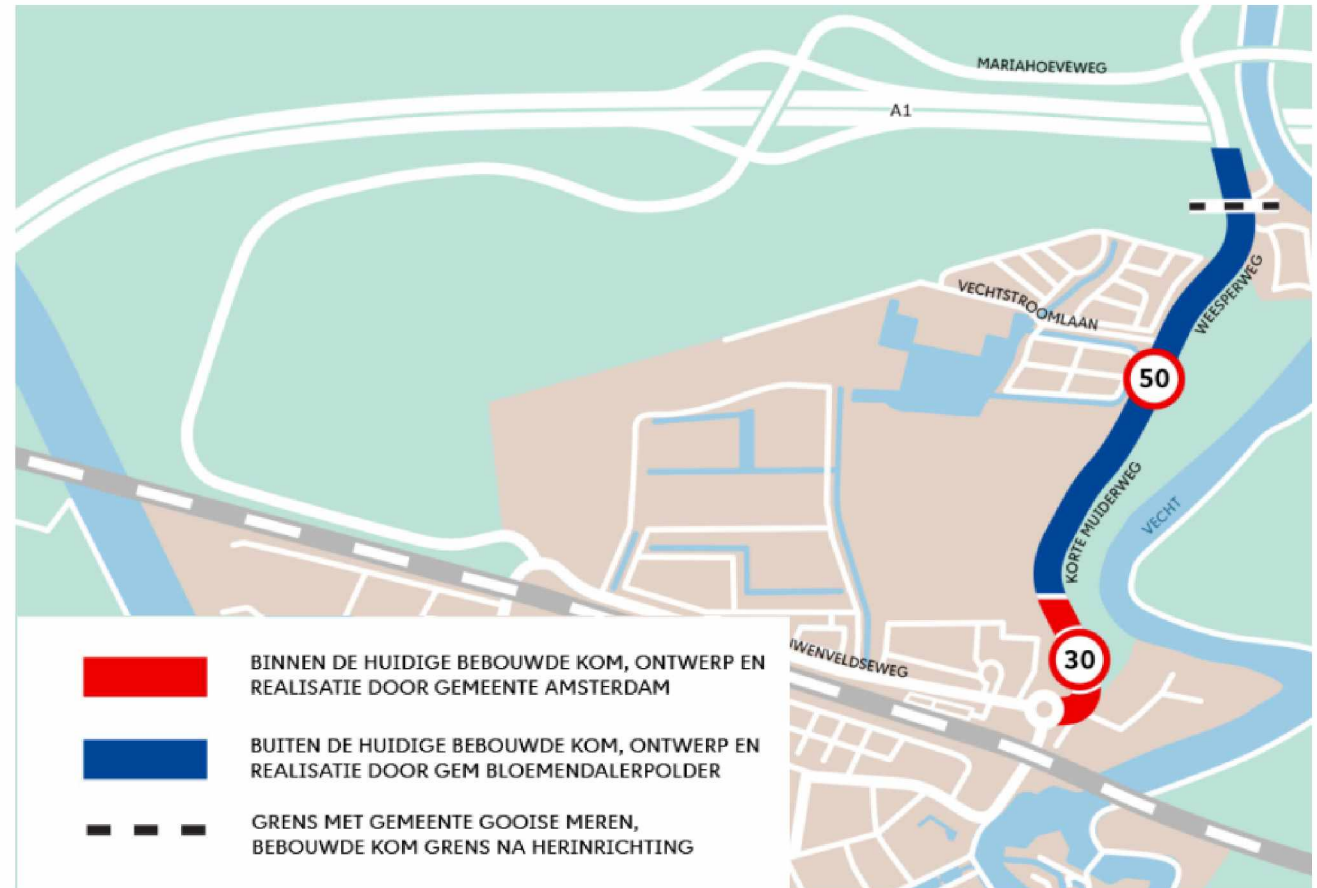 MARIAHOEVEWEG
A1
VECHTSTROOMLAAN
WEESPERWEG
50
KORTE MUIDERWEG
VECHT
30
UWENVELDSEWEG
BINNEN DE HUIDIGE BEBOUWDE KOM, ONTWERP EN
REALISATIE DOOR GEMEENTE AMSTERDAM
BUITEN DE HUIDIGE BEBOUWDE KOM, ONTWERP EN
REALISATIE DOOR GEM BLOEMENDALERPOLDER
GRENS MET GEMEENTE GOOISE MEREN,
BEBOUWDE KOM GRENS NA HERINRICHTING